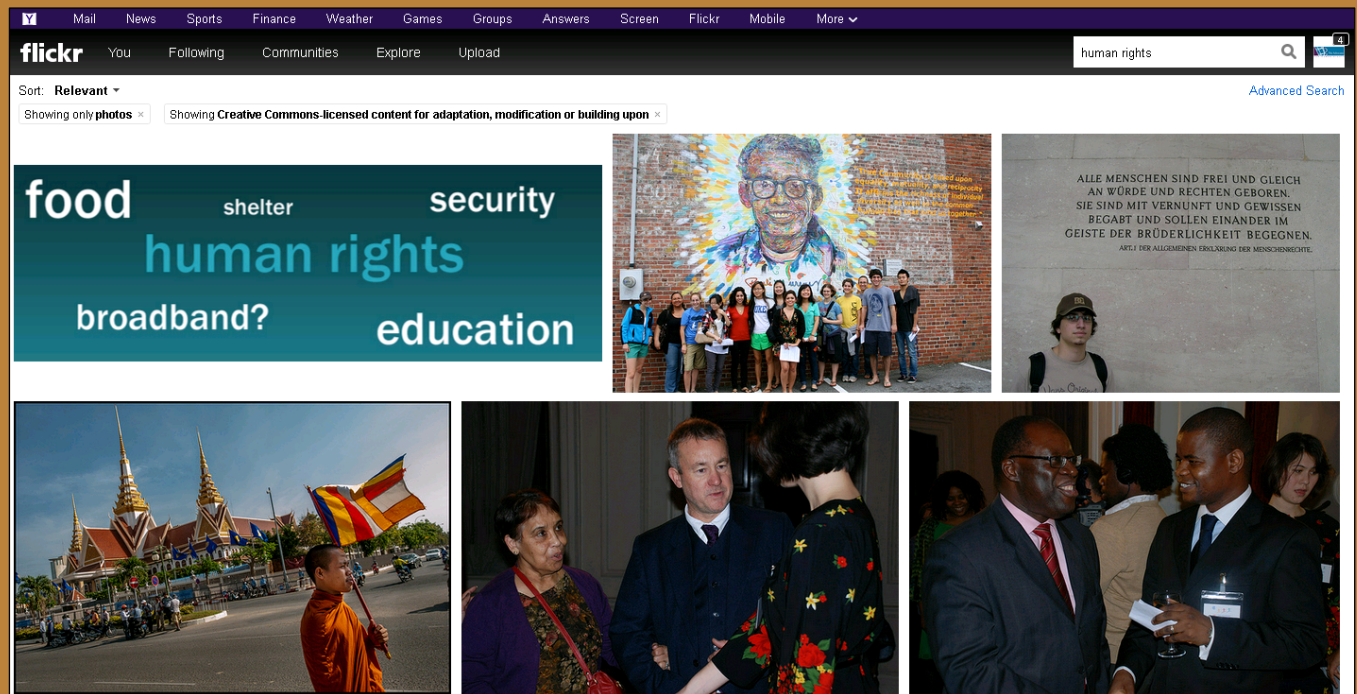 Y Mail News Sports Finance Weather Games Groups Answers Screen Flickr Mobile More
flickr You Following Communities Explore Upload human rights 4
Sort: Relevant Advanced Search
Showing only photos × Showing Creative Commons-licensed content for adaptation, modification or building upon ×
food
shelter
security
human rights
broadband?
education
ALLE MENSCHEN SIND FREI UND GLEICH
AN WÜRDE UND RECHTEN GEBOREN.
SIE SIND MIT VERNUNFT UND GEWISSEN
BEGABT UND SOLLEN EINANDER IM
GEISTE DER BRÜDERLICHKEIT BEGEGNEN.
ART.1 DER ALLGEMEINEN ERKLÄRUNG DER MENSCHENRECHTE.